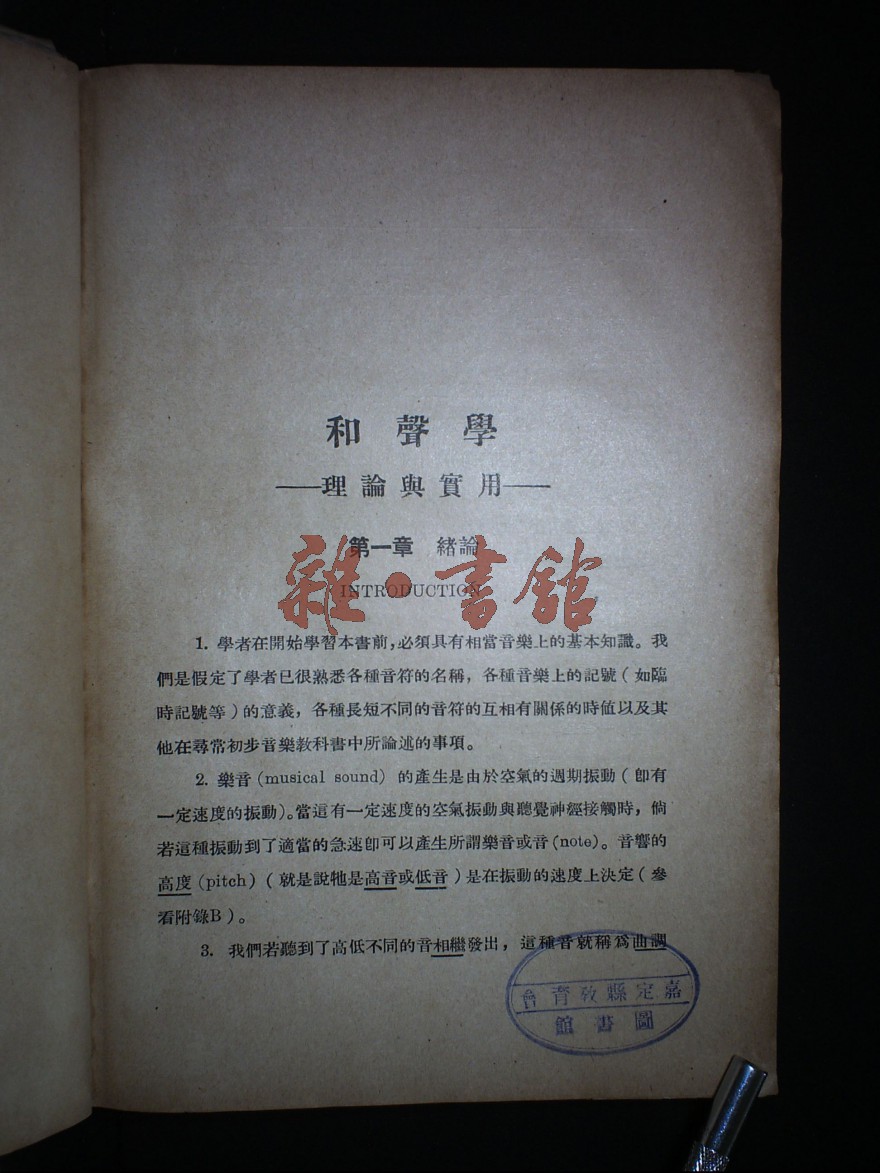 和聲學
——理論與實用——
第一章 緒論
雜·書館
INTRODUCTION
1. 學者在開始學習本書前，必須具有相當音樂上的基本知識。我
們是假定了學者已很熟悉各種音符的名稱，各種音樂上的記號（如臨
時記號等）的意義，各種長短不同的音符的互相有關係的時值以及其
他在尋常初步音樂教科書中所論述的事項。
2. 樂音(musical sound) 的產生是由於空氣的週期振動（卽有
一定速度的振動）。當這有一定速度的空氣振動與聽覺神經接觸時，倘
若這種振動到了適當的急速卽可以產生所謂樂音或音(note)。音響的
高度(pitch)（就是說牠是高音或低音）是在振動的速度上決定（參
看附錄B）。
3. 我們若聽到了高低不同的音相繼發出，這種音就稱爲曲調
嘉定縣敎育會
圖書館